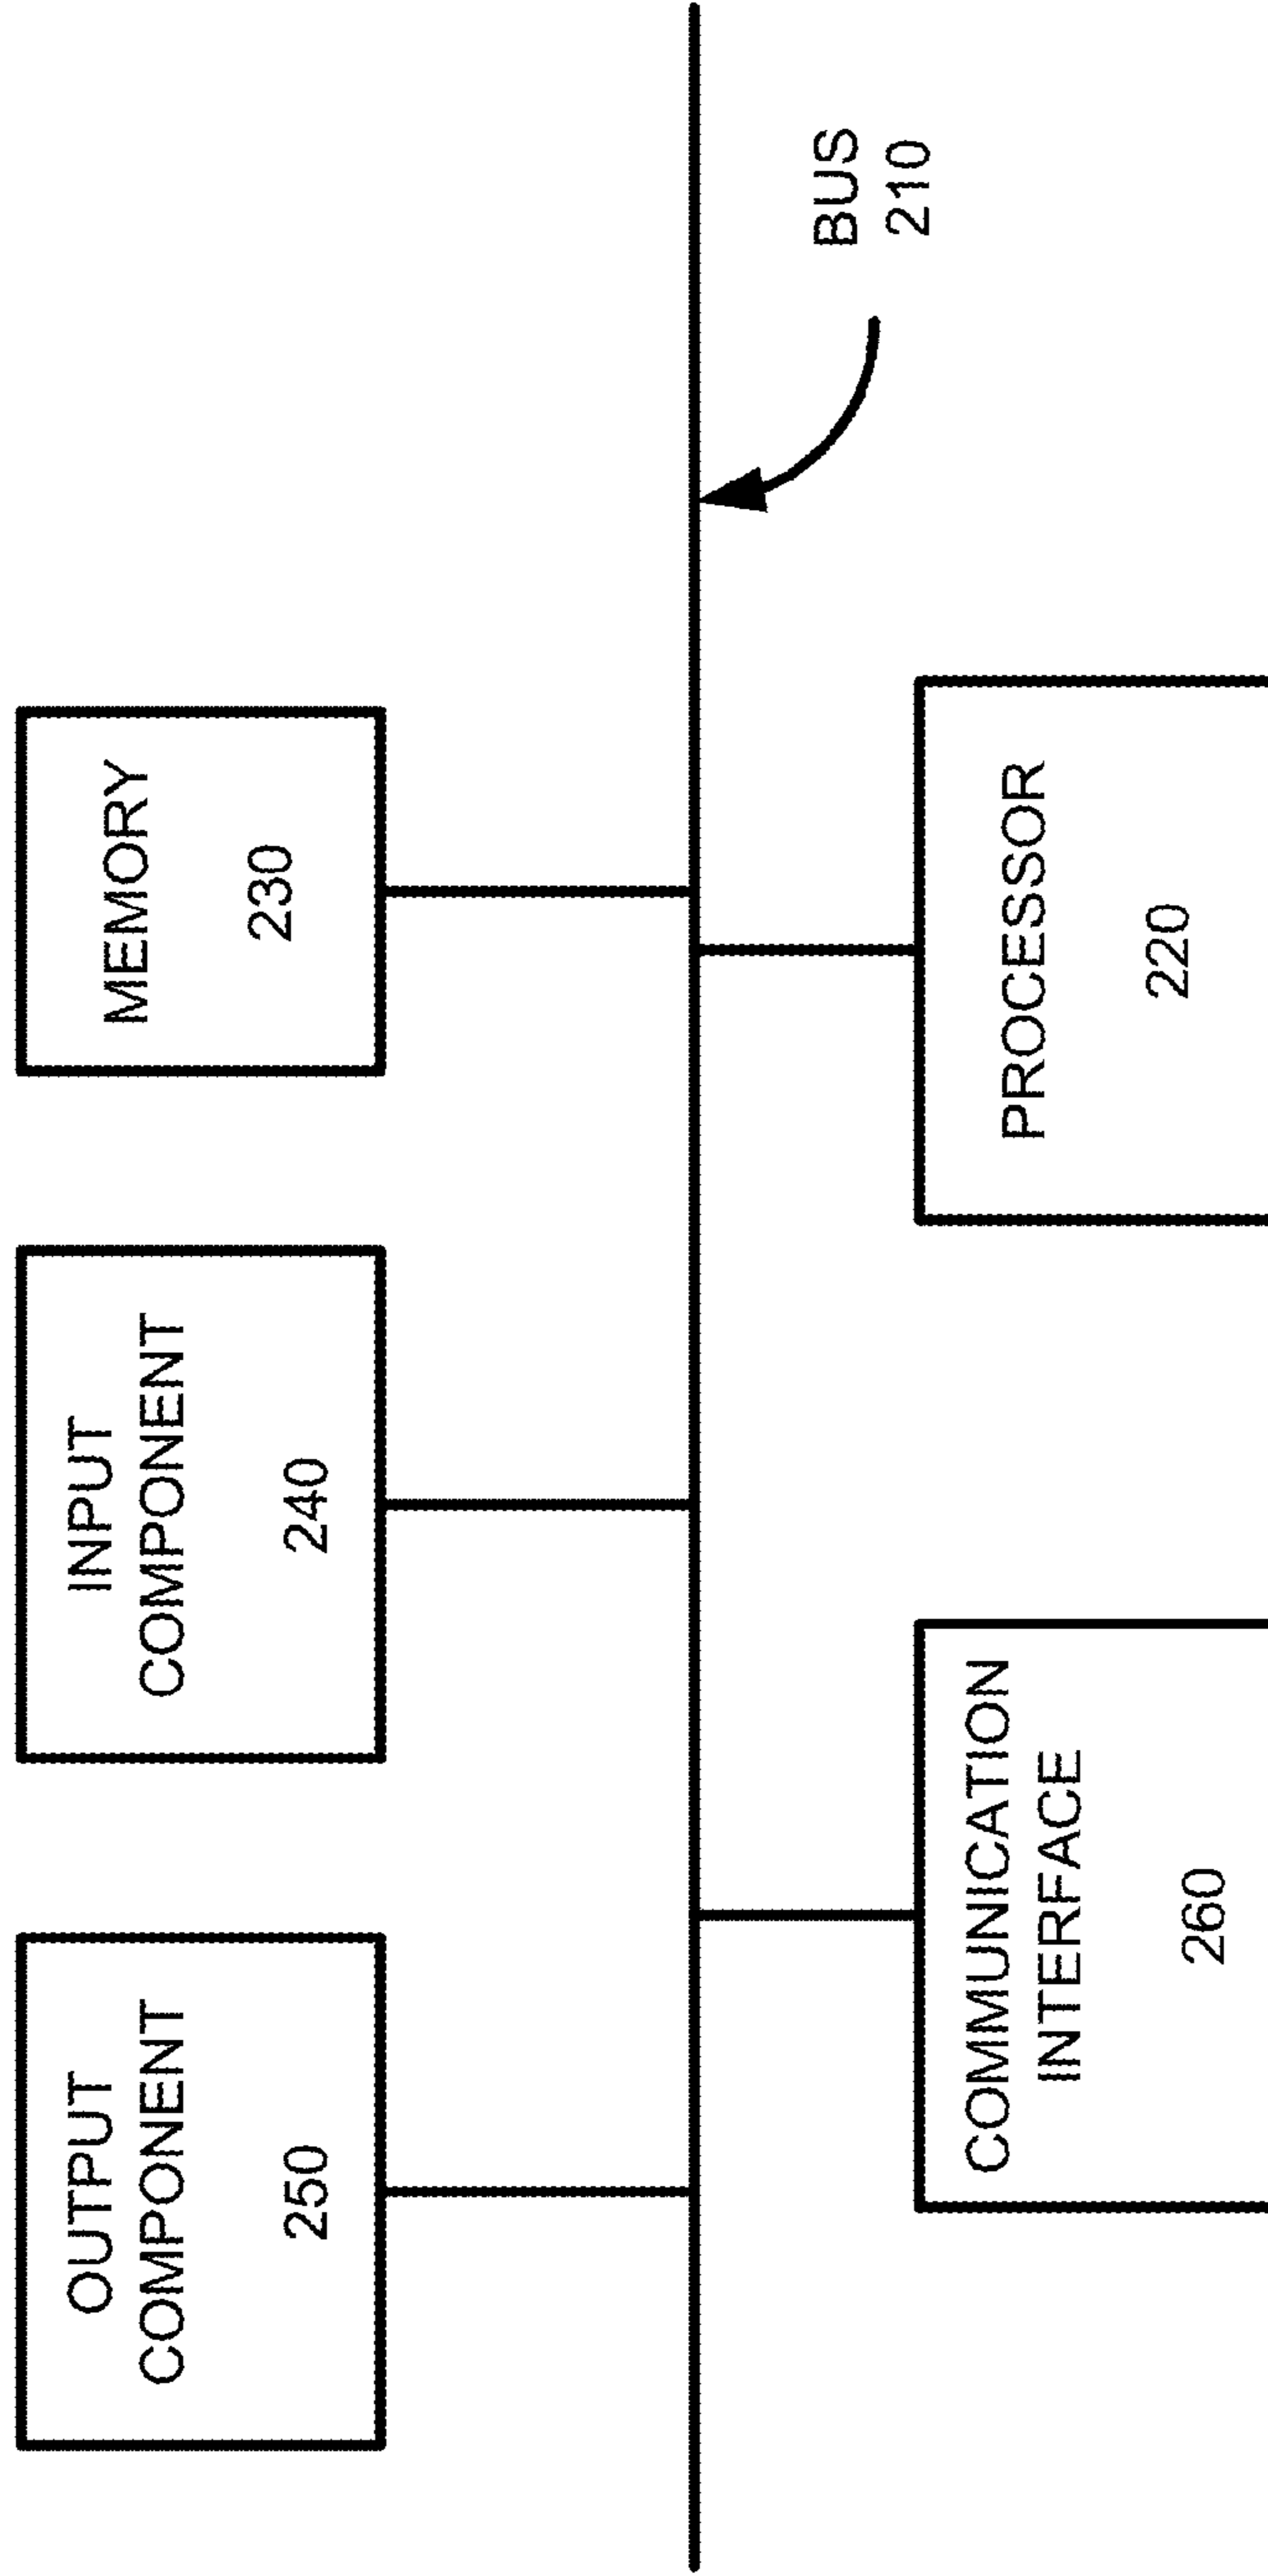 OUTPUT
COMPONENT
250
INPUT
COMPONENT
240
MEMORY
230
BUS
210
COMMUNICATION
INTERFACE
260
PROCESSOR
220